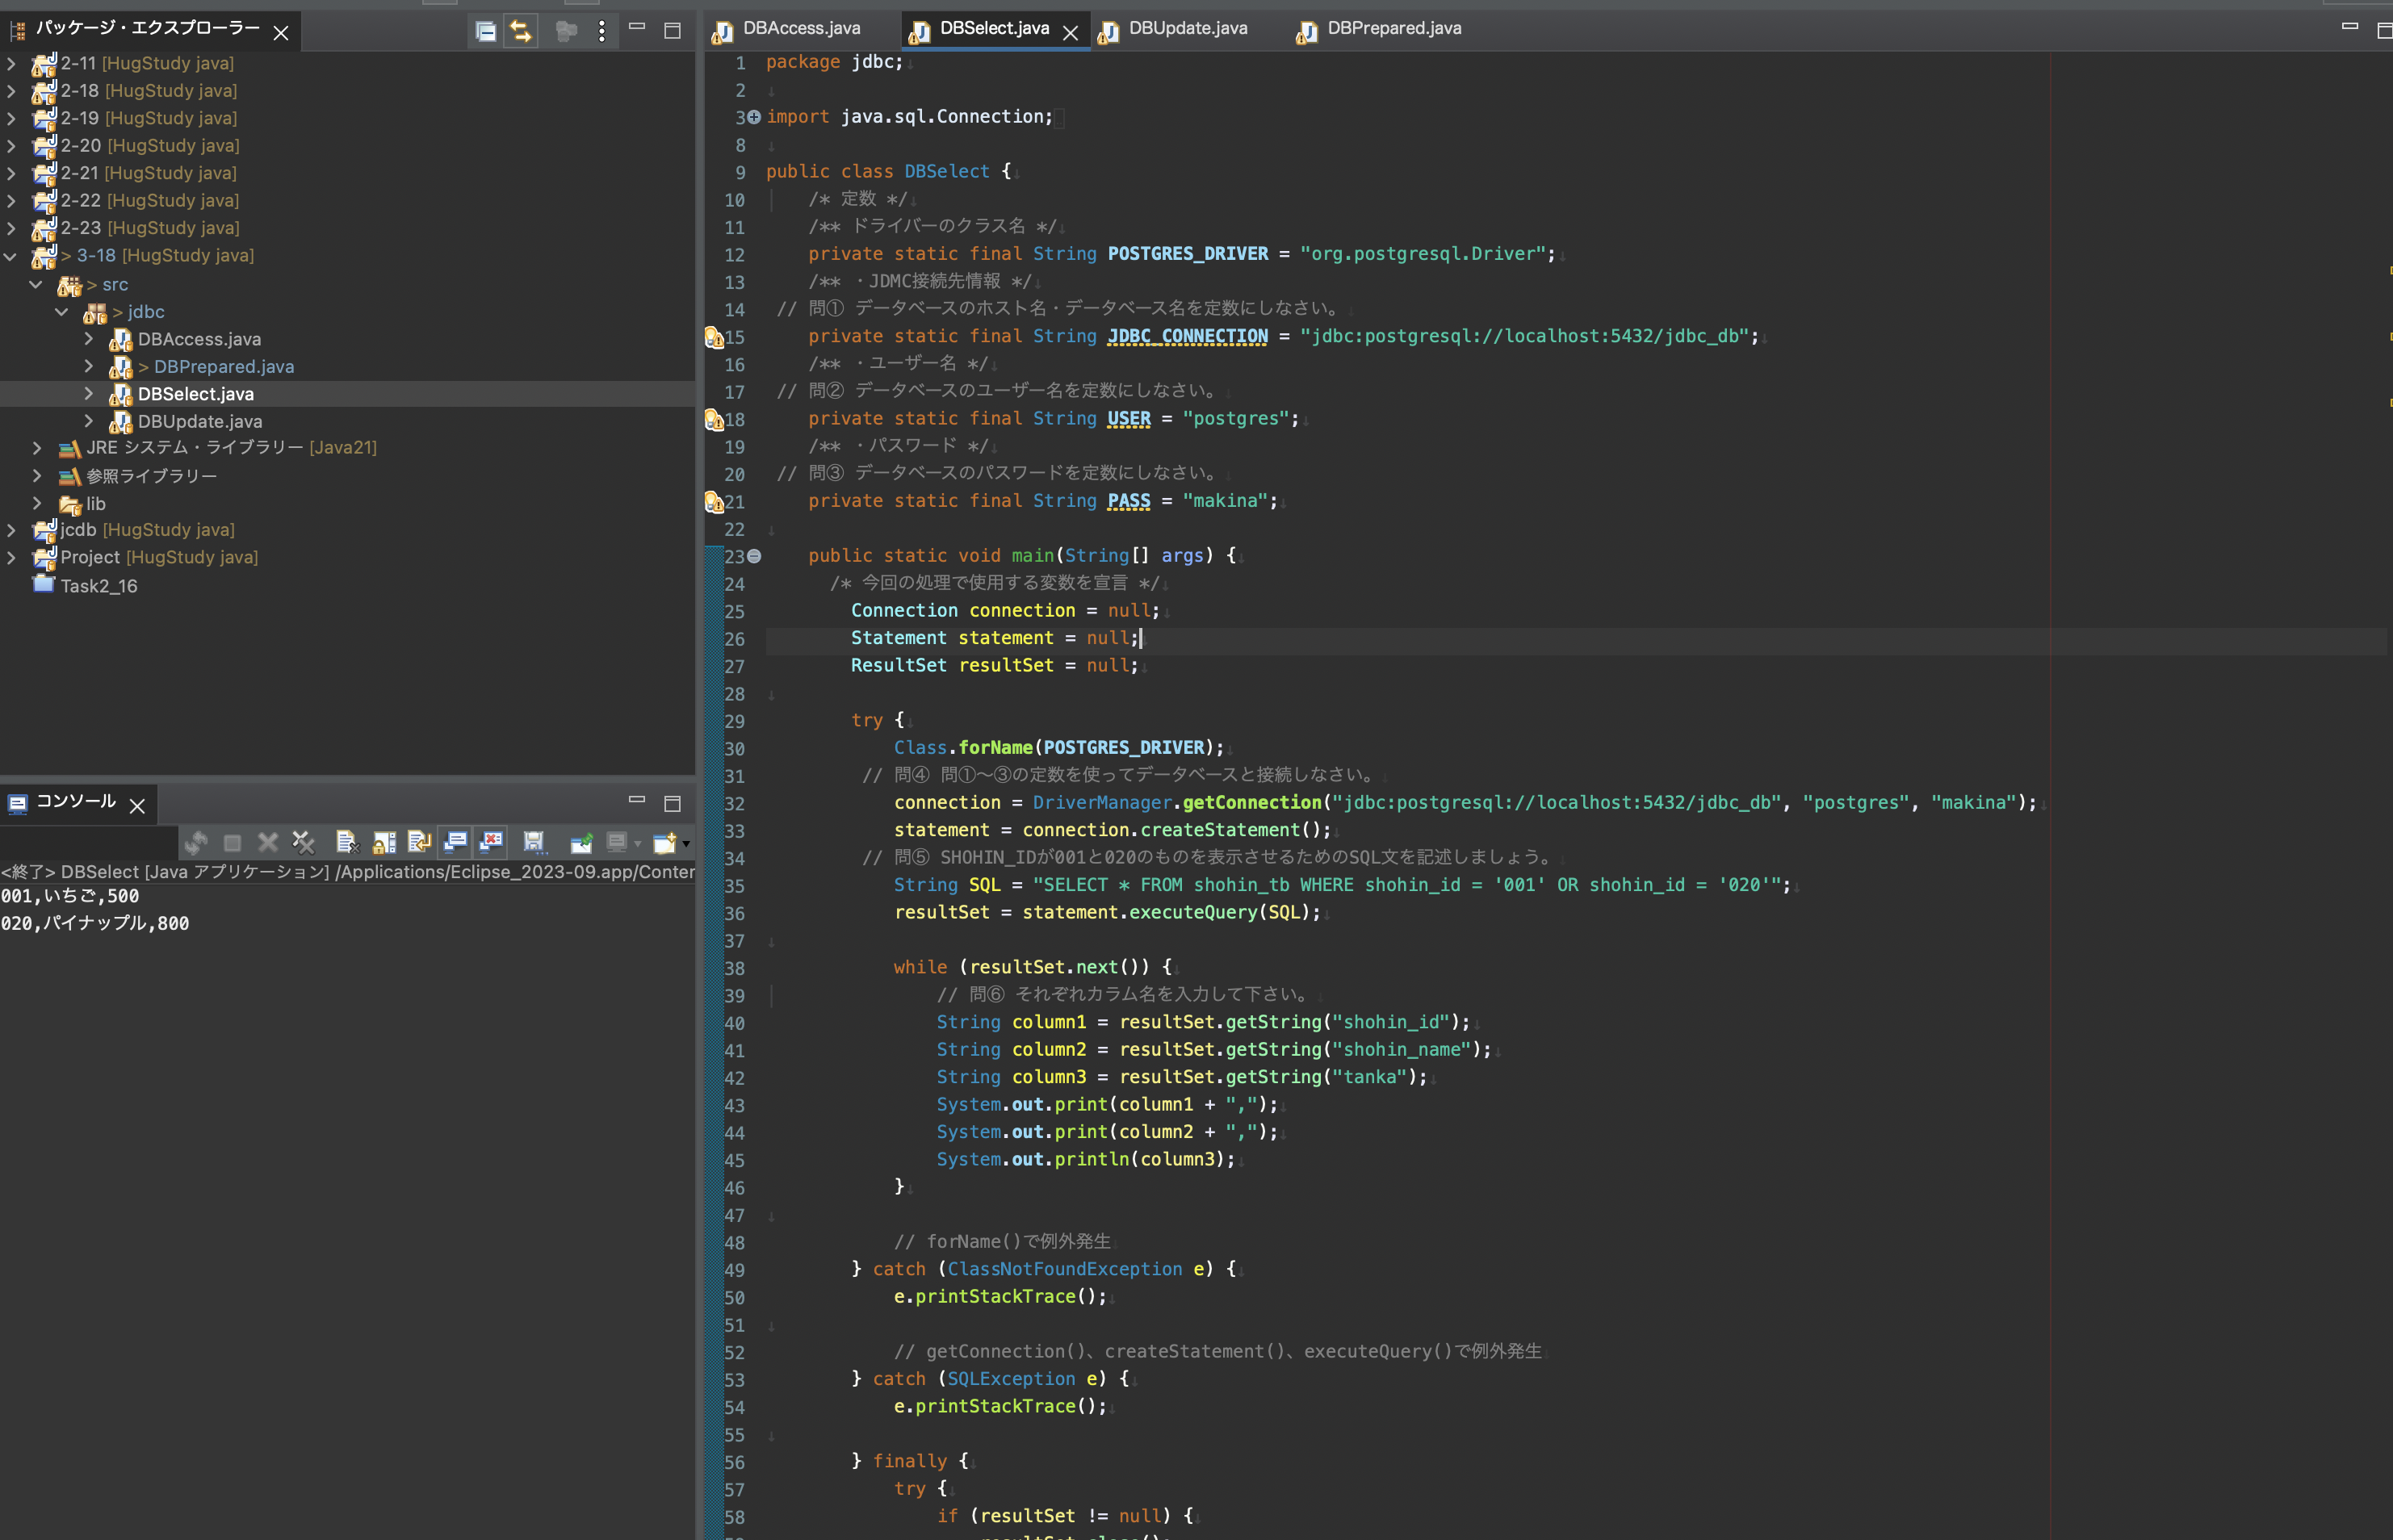 パッケージ・エクスプローラー
2-11 [HugStudy java]
2-18 [HugStudy java]
2-19 [HugStudy java]
2-20 [HugStudy java]
2-21 [HugStudy java]
2-22 [HugStudy java]
2-23 [HugStudy java]
> 3-18 [HugStudy java]
> src
> jdbc
DBAccess.java
> DBPrepared.java
DBSelect.java
DBUpdate.java
JRE システム・ライブラリー [Java21]
参照ライブラリー
lib
jcdb [HugStudy java]
Project [HugStudy java]
Task2_16
コンソール
<終了> DBSelect [Java アプリケーション] /Applications/Eclipse_2023-09.app/Conter
001,いちご,500
020,パイナップル,800
DBAccess.java DBSelect.java DBUpdate.java DBPrepared.java
1 package jdbc;
2
3 import java.sql.Connection;
8
9 public class DBSelect {
10 /* 定数 */
11 /** ドライバーのクラス名 */
12 private static final String POSTGRES_DRIVER = "org.postgresql.Driver";
13 /** ・JDMC接続先情報 */
14 // 問① データベースのホスト名・データベース名を定数にしなさい。
15 private static final String JDBC_CONNECTION = "jdbc:postgresql://localhost:5432/jdbc_db";
16 /** ・ユーザー名 */
17 // 問② データベースのユーザー名を定数にしなさい。
18 private static final String USER = "postgres";
19 /** ・パスワード */
20 // 問③ データベースのパスワードを定数にしなさい。
21 private static final String PASS = "makina";
22
23 public static void main(String[] args) {
24 /* 今回の処理で使用する変数を宣言 */
25 Connection connection = null;
26 Statement statement = null;
27 ResultSet resultSet = null;
28
29 try {
30 Class.forName(POSTGRES_DRIVER);
31 // 問④ 問①〜③の定数を使ってデータベースと接続しなさい。
32 connection = DriverManager.getConnection("jdbc:postgresql://localhost:5432/jdbc_db", "postgres", "makina");
33 statement = connection.createStatement();
34 // 問⑤ SHOHIN_IDが001と020のものを表示させるためのSQL文を記述しましょう。
35 String SQL = "SELECT * FROM shohin_tb WHERE shohin_id = '001' OR shohin_id = '020'";
36 resultSet = statement.executeQuery(SQL);
37
38 while (resultSet.next()) {
39 // 問⑥ それぞれカラム名を入力して下さい。
40 String column1 = resultSet.getString("shohin_id");
41 String column2 = resultSet.getString("shohin_name");
42 String column3 = resultSet.getString("tanka");
43 System.out.print(column1 + ",");
44 System.out.print(column2 + ",");
45 System.out.println(column3);
46 }
47
48 // forName()で例外発生
49 } catch (ClassNotFoundException e) {
50 e.printStackTrace();
51
52 // getConnection()、createStatement()、executeQuery()で例外発生
53 } catch (SQLException e) {
54 e.printStackTrace();
55
56 } finally {
57 try {
58 if (resultSet != null) {